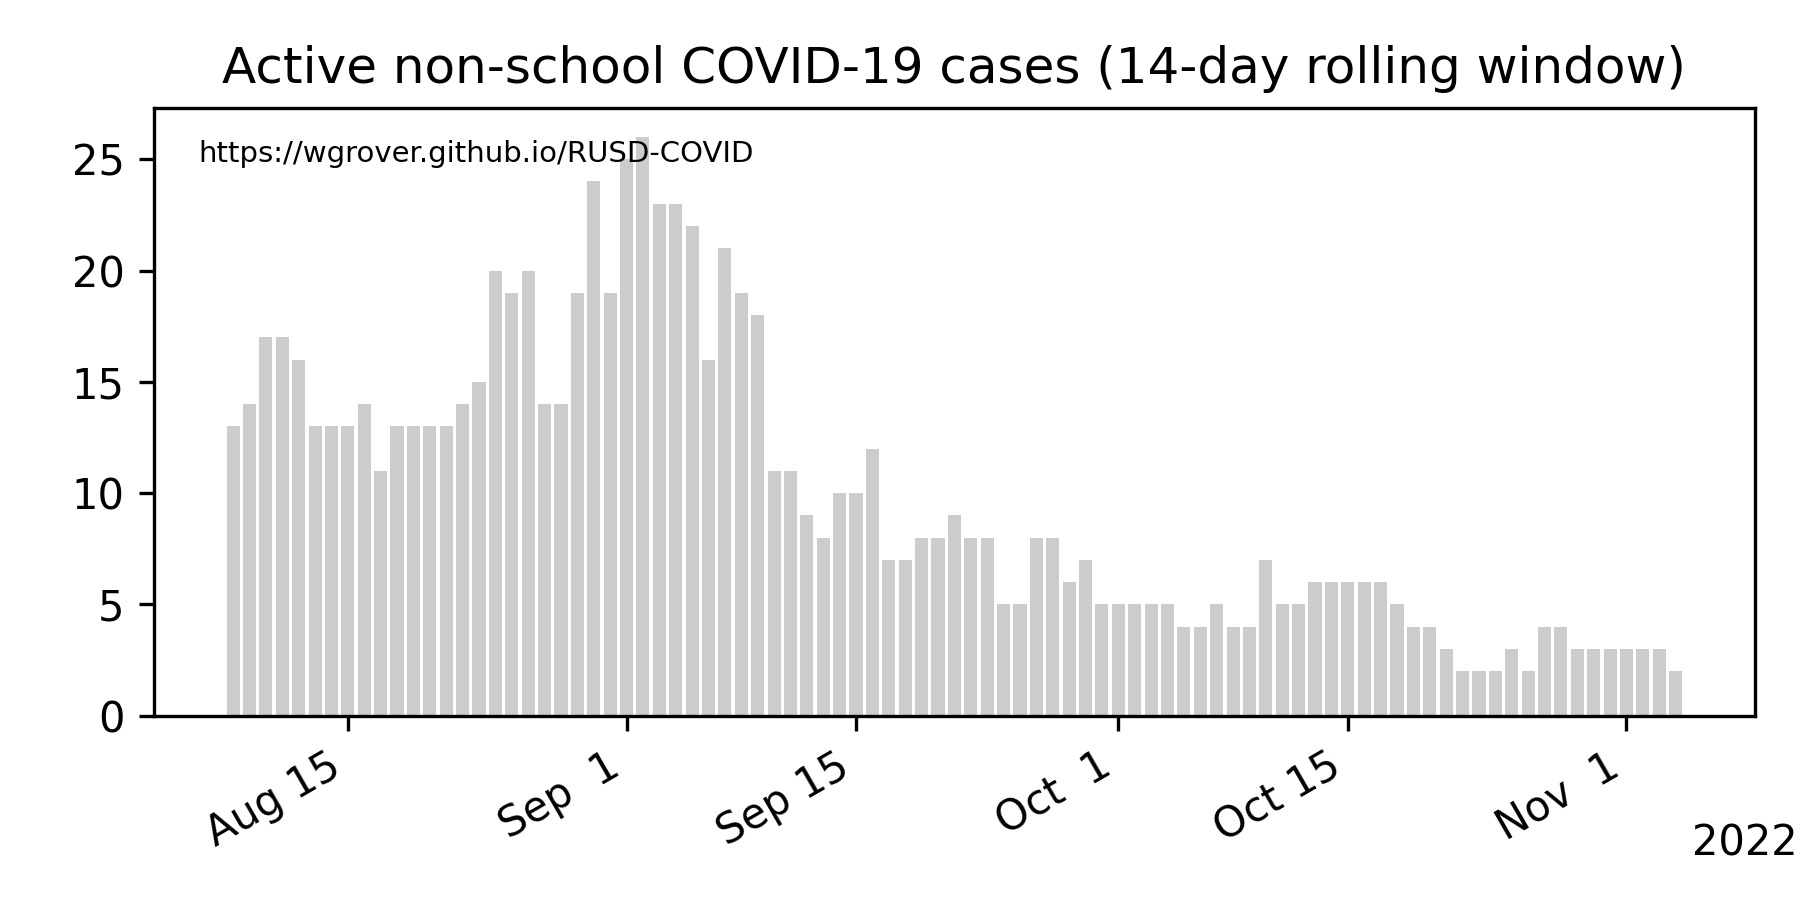 Active non-school COVID-19 cases (14-day rolling window)
https://wgrover.github.io/RUSD-COVID
25
20
15
10
5
0
Aug 15
Sep 1
Sep 15
Oct 1
Oct 15
Nov 1
2022